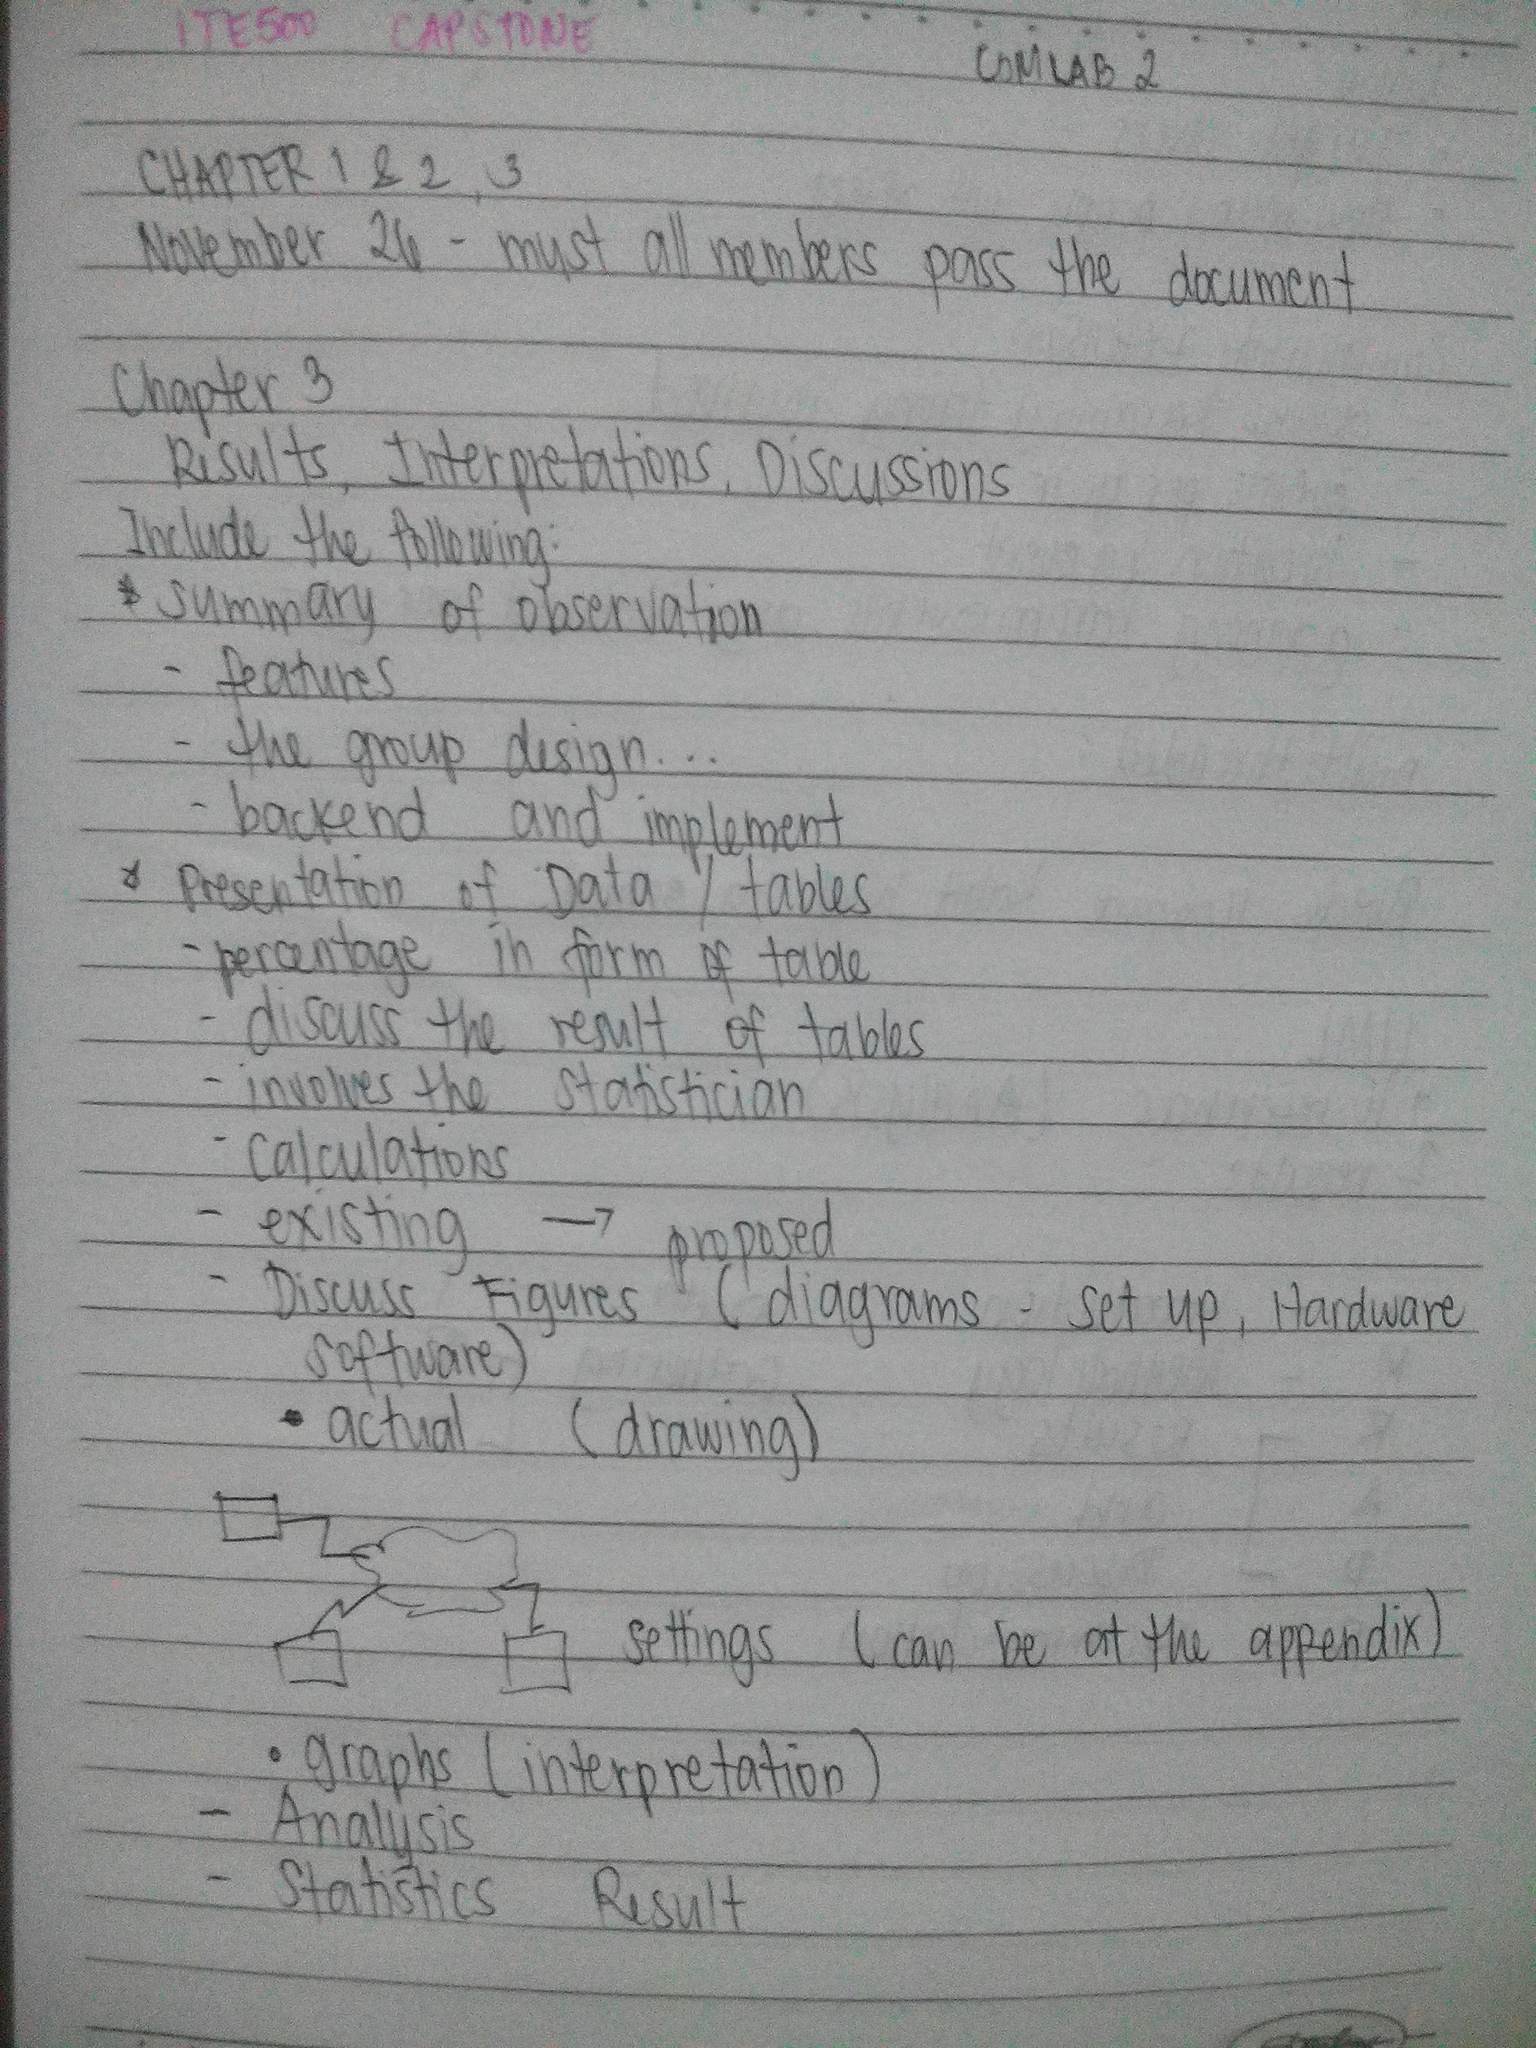 ITE500 CAPSTONE
COMLAB 2
CHAPTER 1 & 2, 3
November 26 - must all members pass the document
Chapter 3
Results, Interpretations, Discussions
Include the following:
* summary of observation
- features
- the group design...
- backend and implement
* Presentation of Data / tables
- percentage in form of table
- discuss the result of tables
- involves the statistician
- calculations
- existing → proposed
- Discuss Figures (diagrams - set up, Hardware
software)
• actual (drawing)
settings (can be at the appendix)
• graphs (interpretation)
- Analysis
- Statistics Result